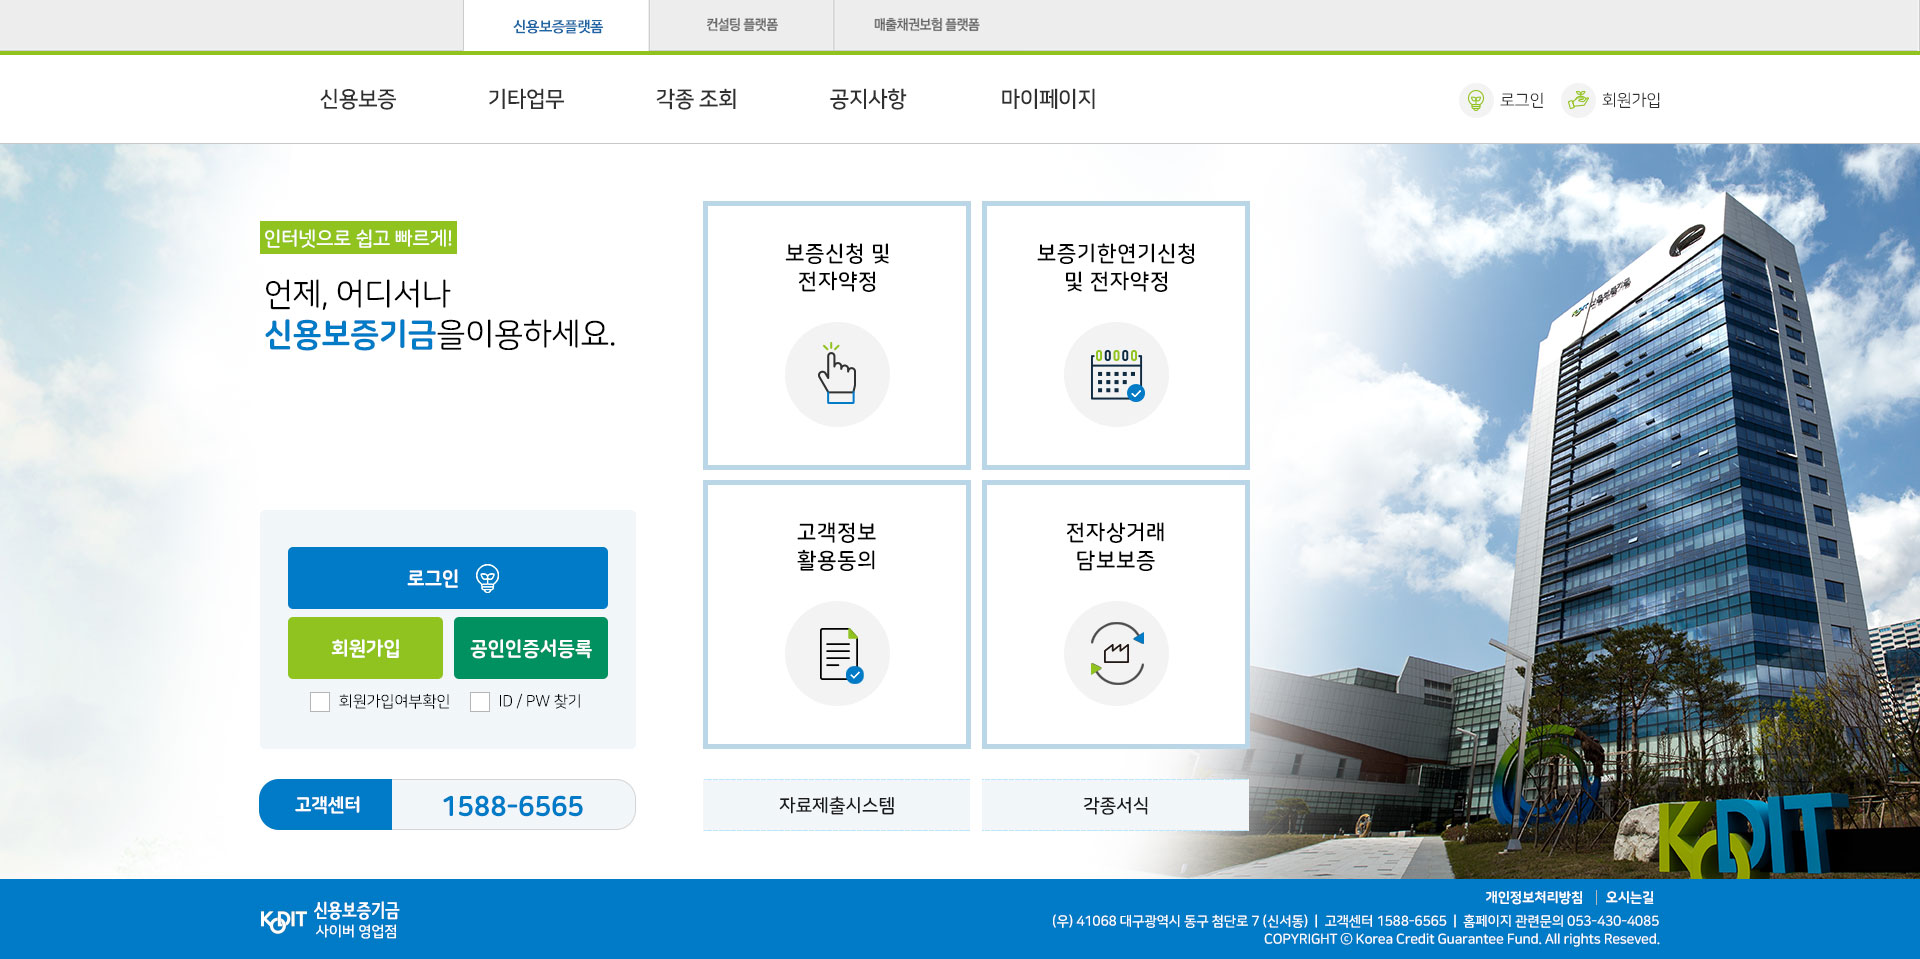 신용보증플랫폼
컨설팅 플랫폼
매출채권보험 플랫폼
신용보증
기타업무
각종 조회
공지사항
마이페이지
로그인
회원가입
인터넷으로 쉽고 빠르게!
언제, 어디서나
신용보증기금을이용하세요.
보증신청 및
전자약정
보증기한연기신청
및 전자약정
고객정보
활용동의
전자상거래
담보보증
로그인
회원가입
공인인증서등록
회원가입여부확인
ID / PW 찾기
고객센터
1588-6565
자료제출시스템
각종서식
KODIT 신용보증기금
KODIT
KODIT
신용보증기금
사이버 영업점
개인정보처리방침
오시는길
(우) 41068 대구광역시 동구 첨단로 7 (신서동) | 고객센터 1588-6565 | 홈페이지 관련문의 053-430-4085
COPYRIGHT ⓒ Korea Credit Guarantee Fund. All rights Reseved.